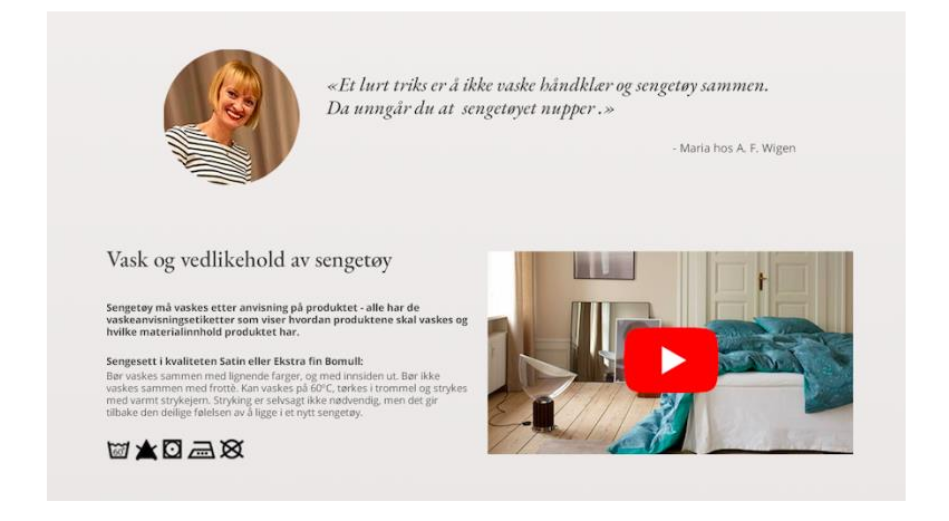 «Et lurt triks er å ikke vaske håndklær og sengetøy sammen.
Da unngår du at sengetøyet nupper .»
- Maria hos A. F. Wigen
Vask og vedlikehold av sengetøy
Sengetøy må vaskes etter anvisning på produktet - alle har de
vaskeanvisningsetiketter som viser hvordan produktene skal vaskes og
hvilke materialinnhold produktet har.
Sengesett i kvaliteten Satin eller Ekstra fin Bomull:
Bør vaskes sammen med lignende farger, og med innsiden ut. Bør ikke
vaskes sammen med frottè. Kan vaskes på 60°C, tørkes i trommel og strykes
med varmt strykejern. Stryking er selvsagt ikke nødvendig, men det gir
tilbake den deilige følelsen av å ligge i et nytt sengetøy.
60°